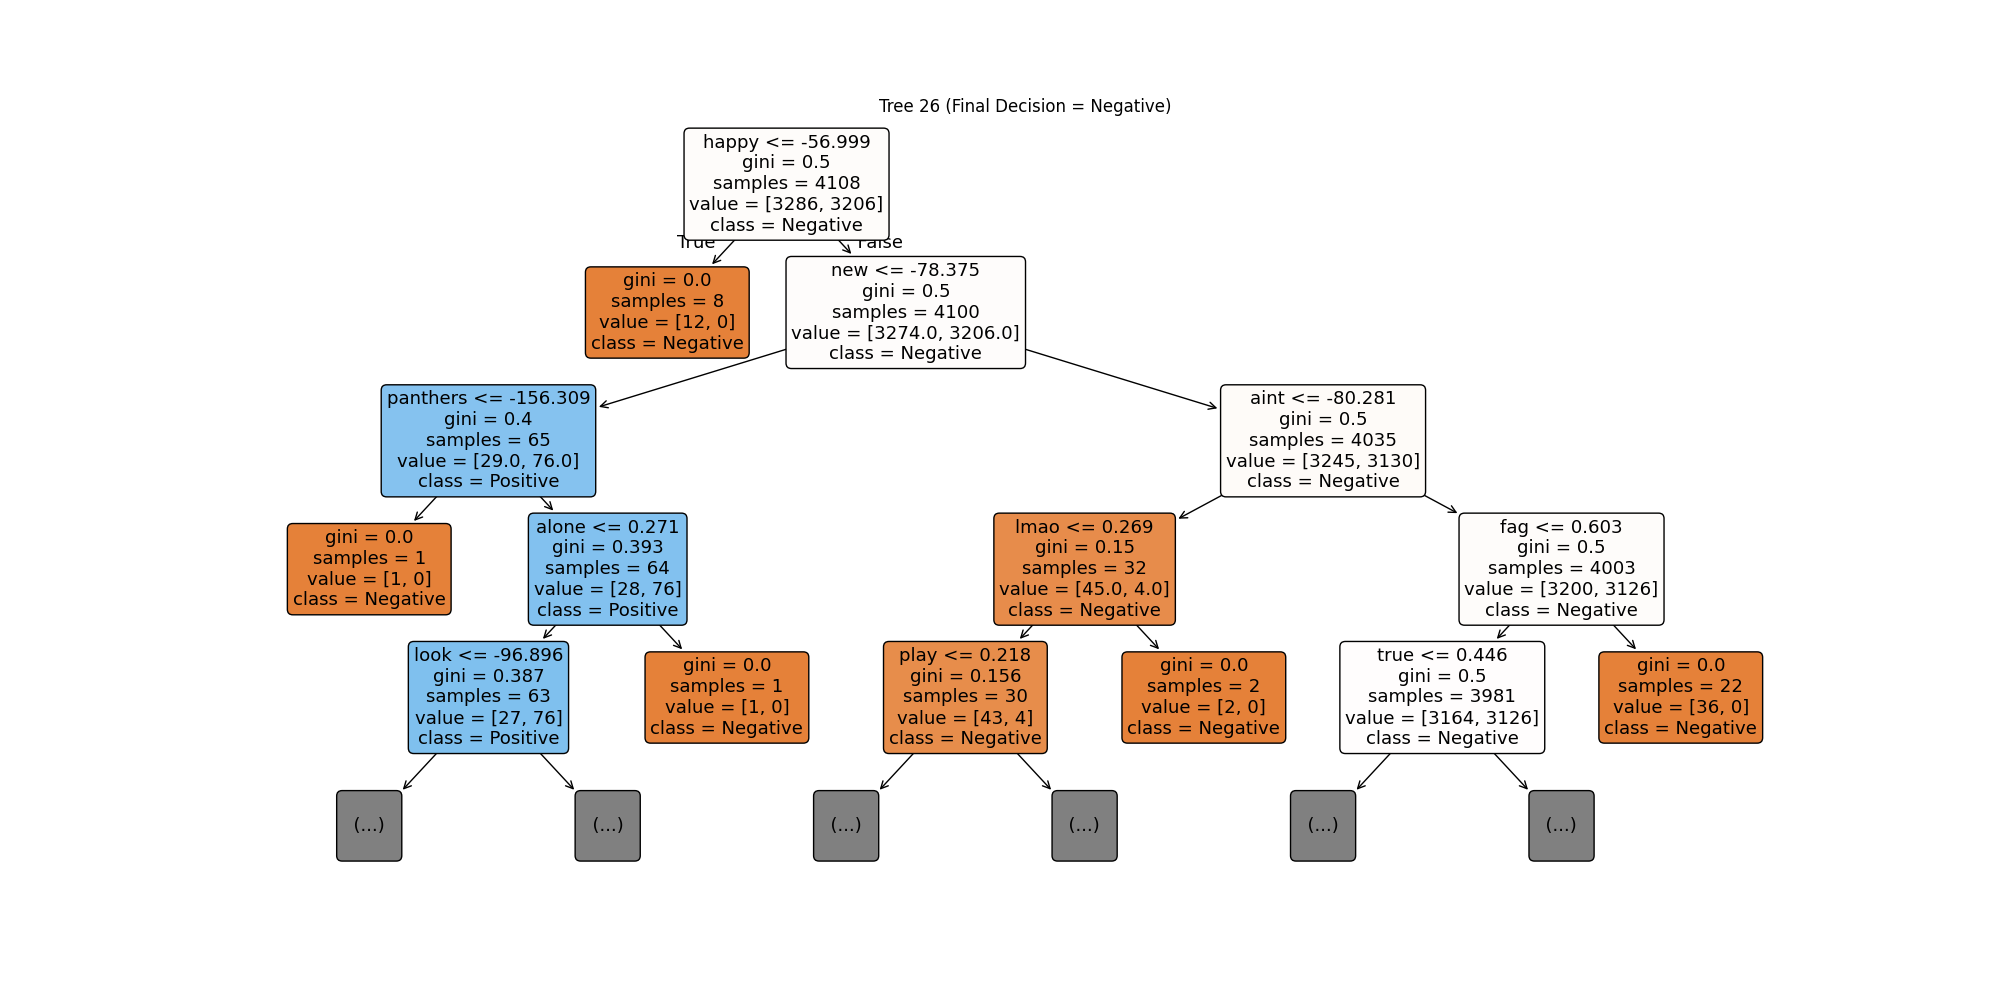 Tree 26 (Final Decision = Negative)
happy <= -56.999
gini = 0.5
samples = 4108
value = [3286, 3206]
class = Negative
True
False
gini = 0.0
samples = 8
value = [12, 0]
class = Negative
new <= -78.375
gini = 0.5
samples = 4100
value = [3274.0, 3206.0]
class = Negative
panthers <= -156.309
gini = 0.4
samples = 65
value = [29.0, 76.0]
class = Positive
aint <= -80.281
gini = 0.5
samples = 4035
value = [3245, 3130]
class = Negative
gini = 0.0
samples = 1
value = [1, 0]
class = Negative
alone <= 0.271
gini = 0.393
samples = 64
value = [28, 76]
class = Positive
lmao <= 0.269
gini = 0.15
samples = 32
value = [45.0, 4.0]
class = Negative
fag <= 0.603
gini = 0.5
samples = 4003
value = [3200, 3126]
class = Negative
look <= -96.896
gini = 0.387
samples = 63
value = [27, 76]
class = Positive
gini = 0.0
samples = 1
value = [1, 0]
class = Negative
play <= 0.218
gini = 0.156
samples = 30
value = [43, 4]
class = Negative
gini = 0.0
samples = 2
value = [2, 0]
class = Negative
true <= 0.446
gini = 0.5
samples = 3981
value = [3164, 3126]
class = Negative
gini = 0.0
samples = 22
value = [36, 0]
class = Negative
(...)
(...)
(...)
(...)
(...)
(...)